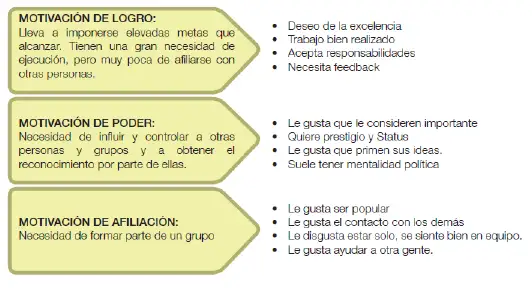 MOTIVACIÓN DE LOGRO:
Lleva a imponerse elevadas metas que
alcanzar. Tienen una gran necesidad de
ejecución, pero muy poca de afiliarse con
otras personas.
• Deseo de la excelencia
• Trabajo bien realizado
• Acepta responsabilidades
• Necesita feedback
MOTIVACIÓN DE PODER:
Necesidad de influir y controlar a otras
personas y grupos y a obtener el
reconocimiento por parte de ellas.
• Le gusta que le consideren importante
• Quiere prestigio y Status
• Le gusta que primen sus ideas.
• Suele tener mentalidad política
MOTIVACIÓN DE AFILIACIÓN:
Necesidad de formar parte de un grupo
• Le gusta ser popular
• Le gusta el contacto con los demás
• Le disgusta estar solo, se siente bien en equipo.
• Le gusta ayudar a otra gente.